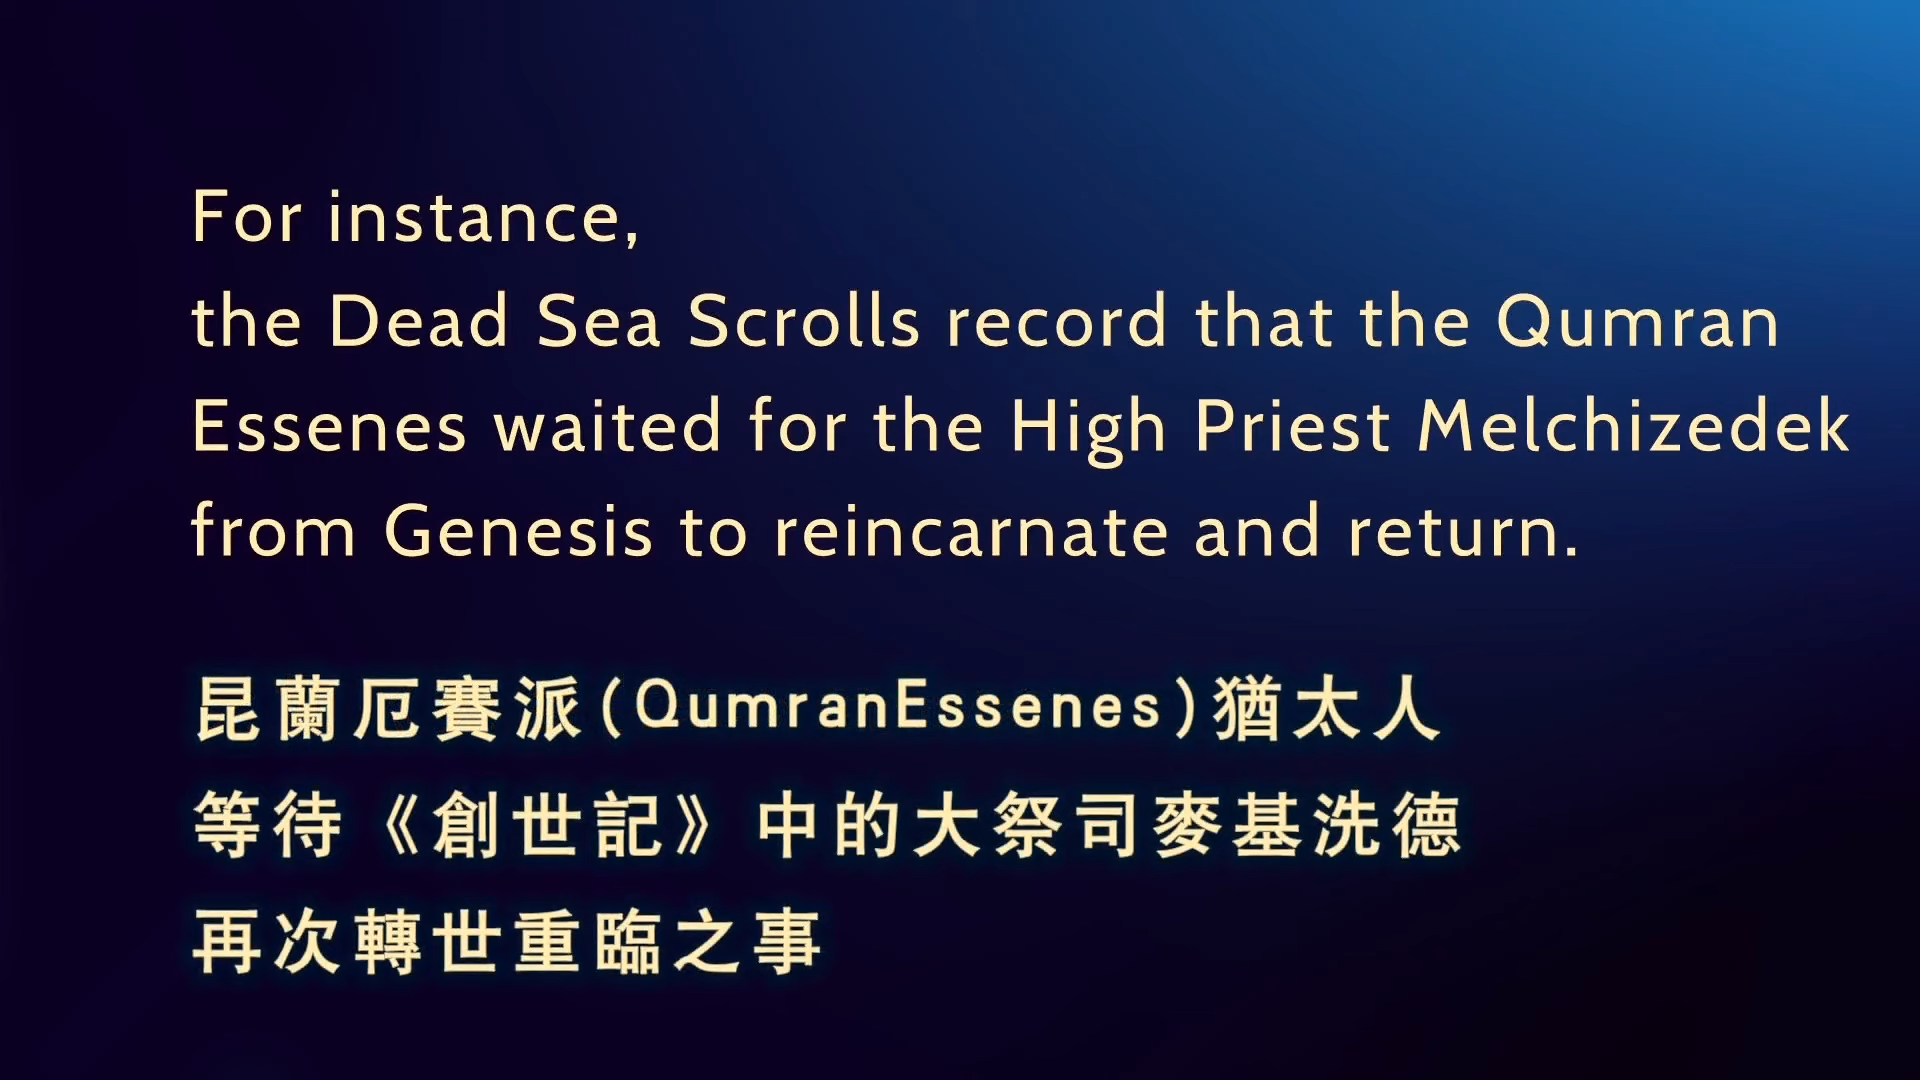 For instance,
the Dead Sea Scrolls record that the Qumran
Essenes waited for the High Priest Melchizedek
from Genesis to reincarnate and return.
昆蘭厄賽派(QumranEssenes)猶太人
等待《創世記》中的大祭司麥基洗德
再次轉世重臨之事